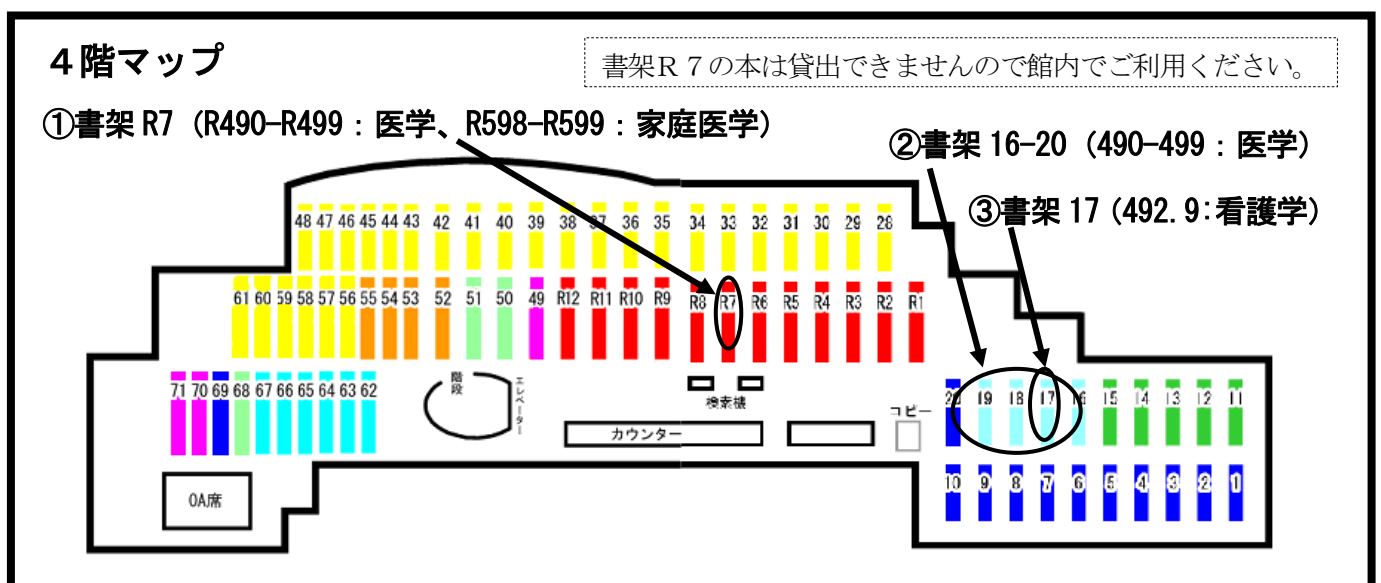 ４階マップ
書架Ｒ７の本は貸出できませんので館内でご利用ください。
①書架 R7 (R490-R499：医学、R598-R599：家庭医学)
②書架 16-20 (490-499：医学)
③書架 17 (492.9:看護学)
48 47 46 45 44 43 42 41 40 39 38 37 36 35 34 33 32 31 30 29 28
61 60 59 58 57 56 55 54 53 52 51 50 49 R12 R11 R10 R9 R8 R7 R6 R5 R4 R3 R2 R1
71 70 69 68 67 66 65 64 63 62
階段
エレベーター
検索機
カウンター
コピー
20 19 18 17 16 15 14 13 12 11
10 9 8 7 6 5 4 3 2 1
OA席